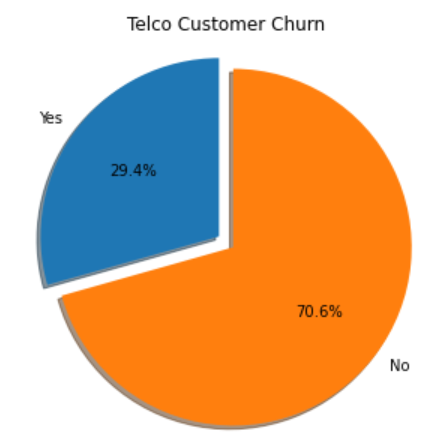 Telco Customer Churn
Yes
29.4%
70.6%
No